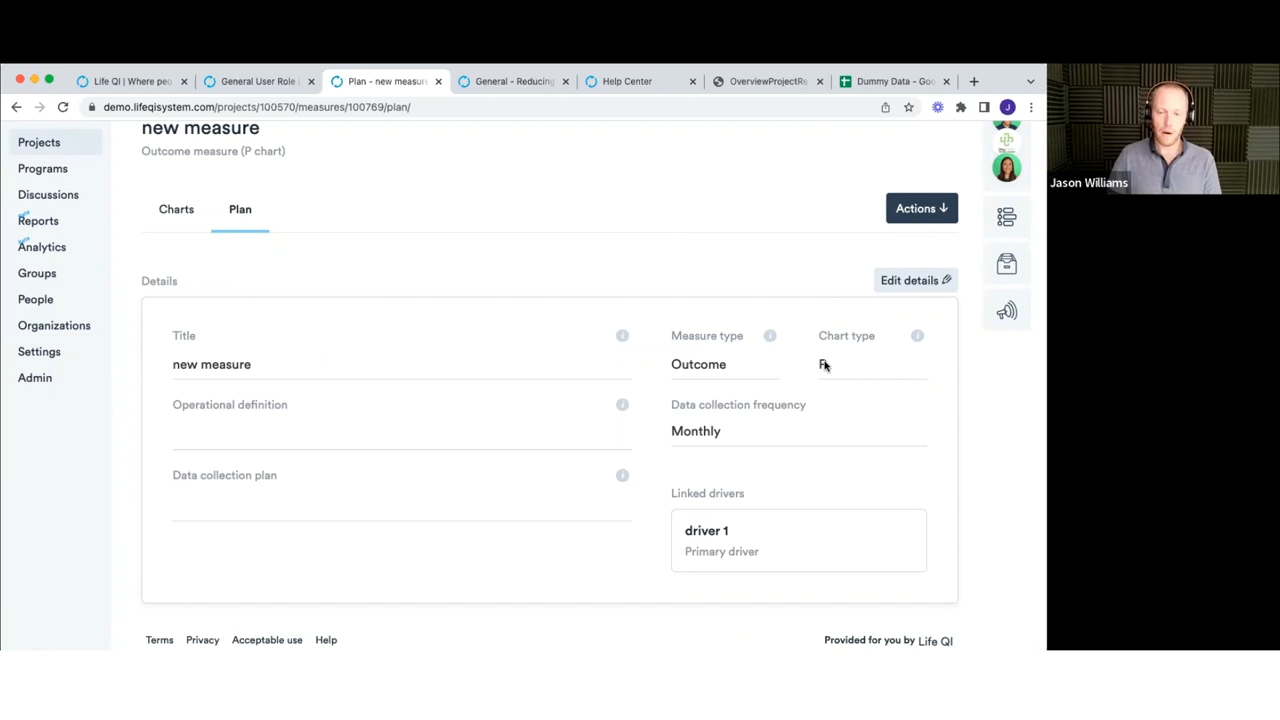 Life QI | Where peo
General User Role |
Plan - new measure
General - Reducing
Help Center
OverviewProjectRe
Dummy Data - Goo
demo.lifeqisystem.com/projects/100570/measures/100769/plan/
J
Projects
Programs
Discussions
Reports
Analytics
Groups
People
Organizations
Settings
Admin
new measure
Outcome measure (P chart)
Charts
Plan
Actions
Details
Edit details
Title
new measure
Operational definition
Data collection plan
Measure type
Outcome
Chart type
P
Data collection frequency
Monthly
Linked drivers
driver 1
Primary driver
Terms
Privacy
Acceptable use
Help
Provided for you by Life QI
Jason Williams